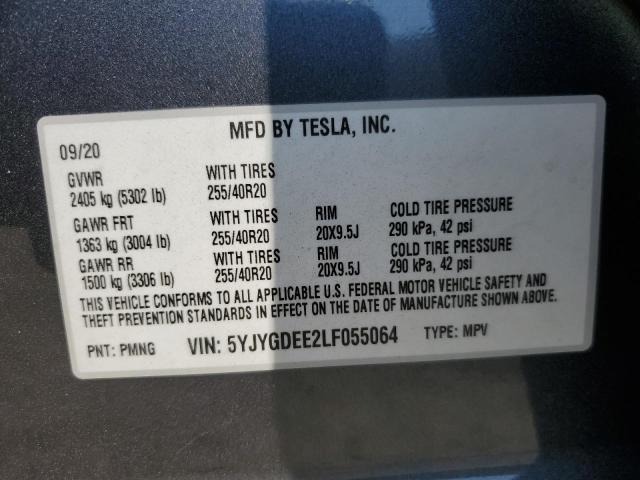 MFD BY TESLA, INC.
09/20
GVWR WITH TIRES
2405 kg (5302 lb) 255/40R20
GAWR FRT WITH TIRES RIM COLD TIRE PRESSURE
1363 kg (3004 lb) 255/40R20 20X9.5J 290 kPa, 42 psi
GAWR RR WITH TIRES RIM COLD TIRE PRESSURE
1500 kg (3306 lb) 255/40R20 20X9.5J 290 kPa, 42 psi
THIS VEHICLE CONFORMS TO ALL APPLICABLE U.S. FEDERAL MOTOR VEHICLE SAFETY AND
THEFT PREVENTION STANDARDS IN EFFECT ON THE DATE OF MANUFACTURE SHOWN ABOVE.
PNT: PMNG VIN: 5YJYGDEE2LF055064 TYPE: MPV